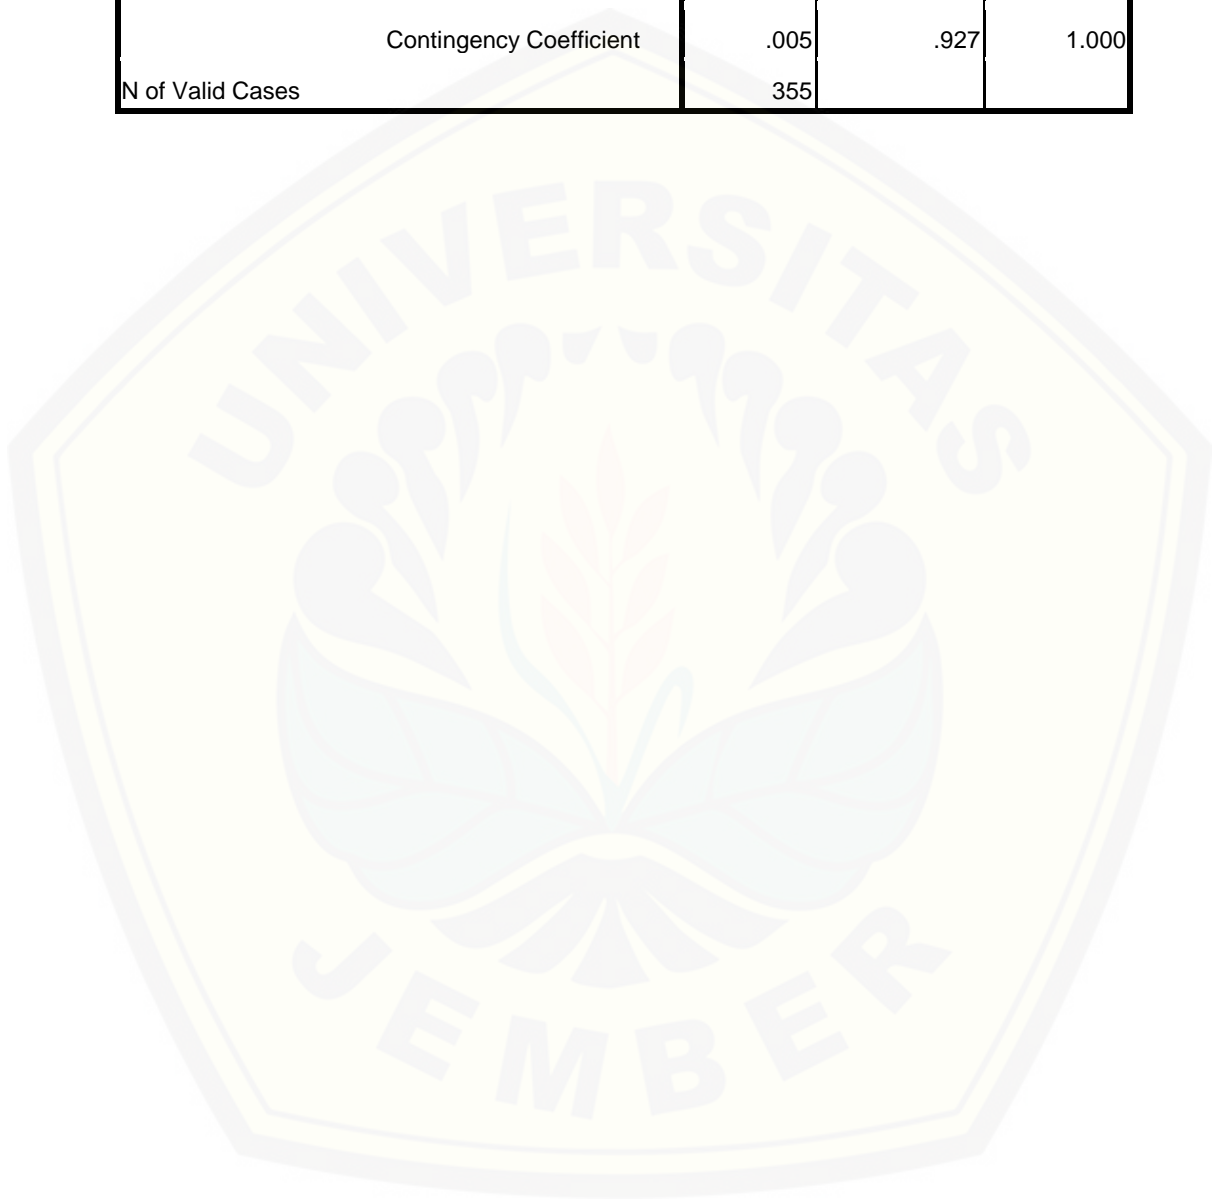 Contingency Coefficient .005 .927 1.000
N of Valid Cases 355
UNIVERSITAS
JEMBER